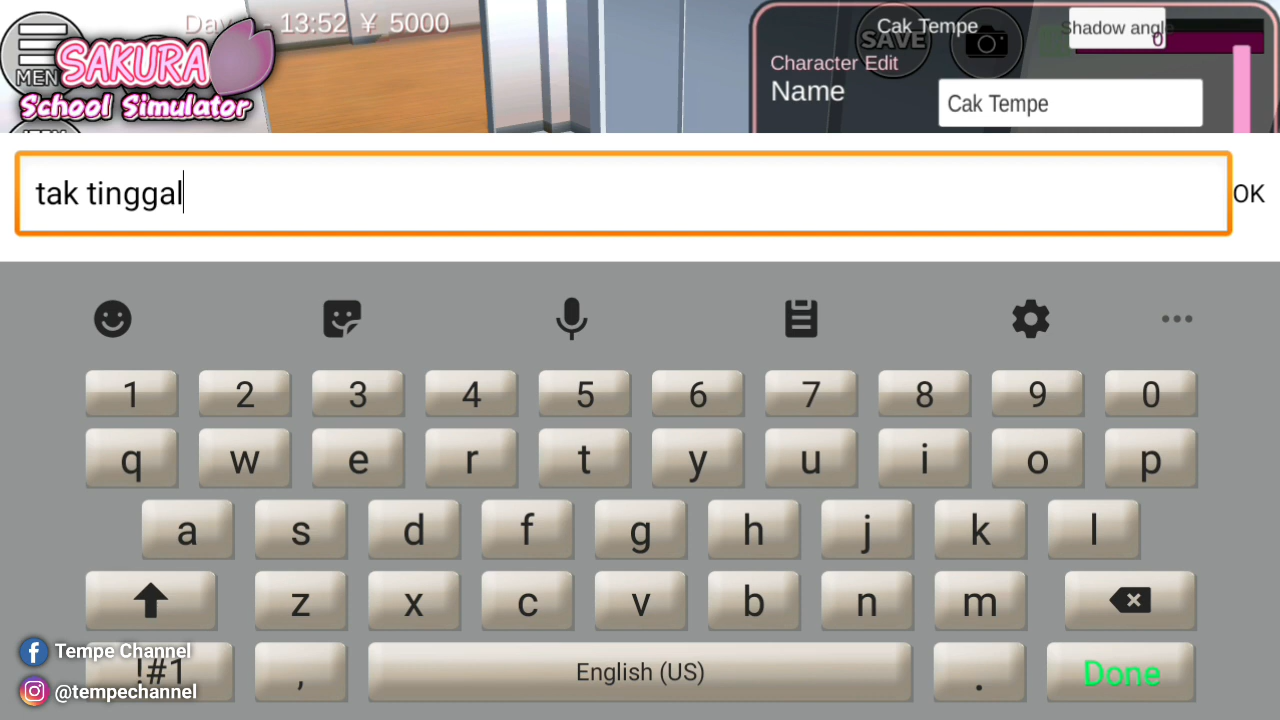 Day - 13:52 ¥ 5000
MEN
SAKURA
School Simulator
SAVE
Cak Tempe
Shadow angle
0
Character Edit
Name
Cak Tempe
tak tinggal
OK
1 2 3 4 5 6 7 8 9 0
q w e r t y u i o p
a s d f g h j k l
z x c v b n m
!#1 , English (US) . Done
Tempe Channel
@tempechannel